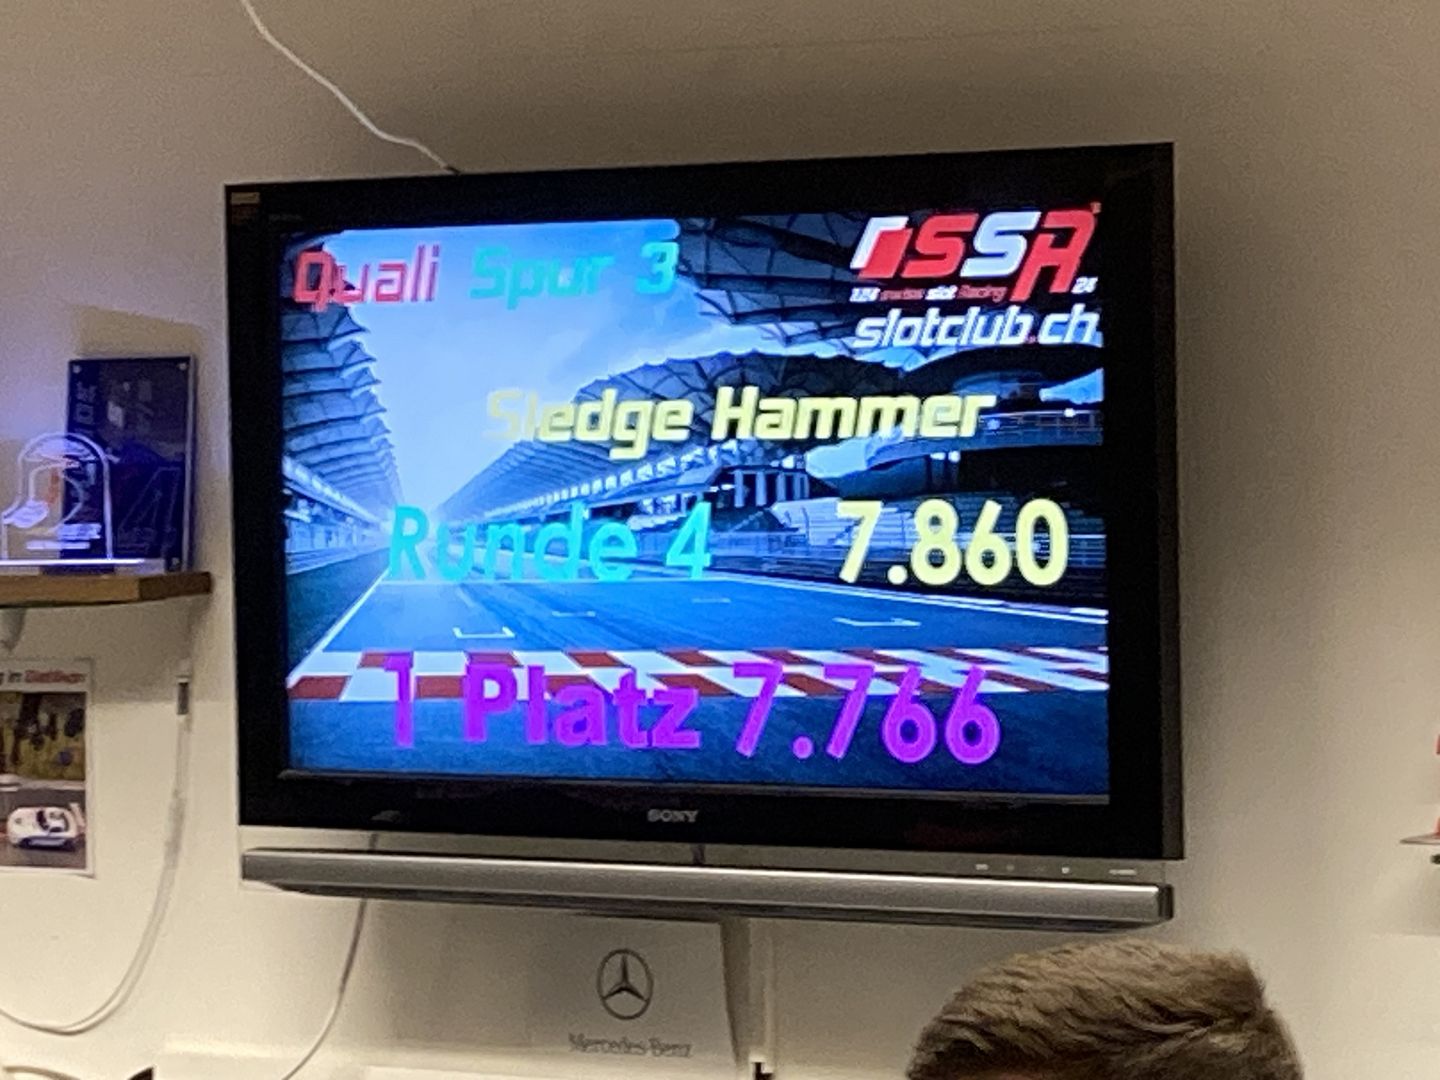 Quali Spur 3
SSR
slotclub.ch
Sledge Hammer
Runde 4 7.860
1 Platz 7.766
SONY
Mercedes-Benz